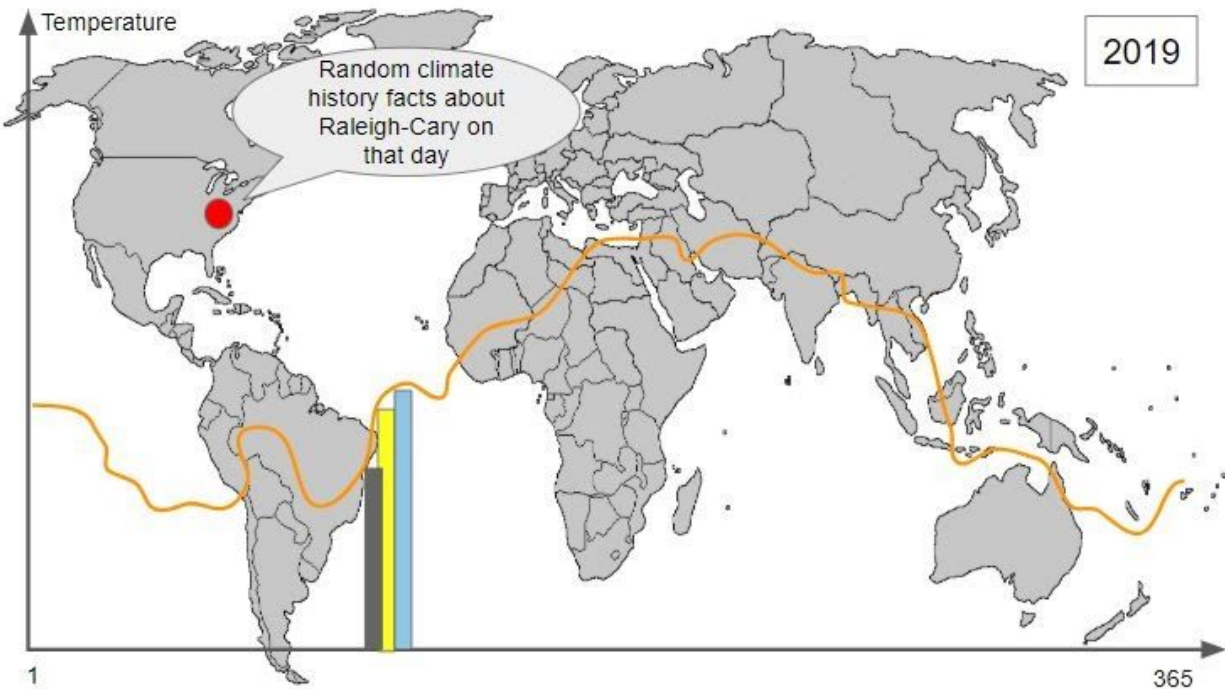 Temperature
2019
Random climate
history facts about
Raleigh-Cary on
that day
1
365